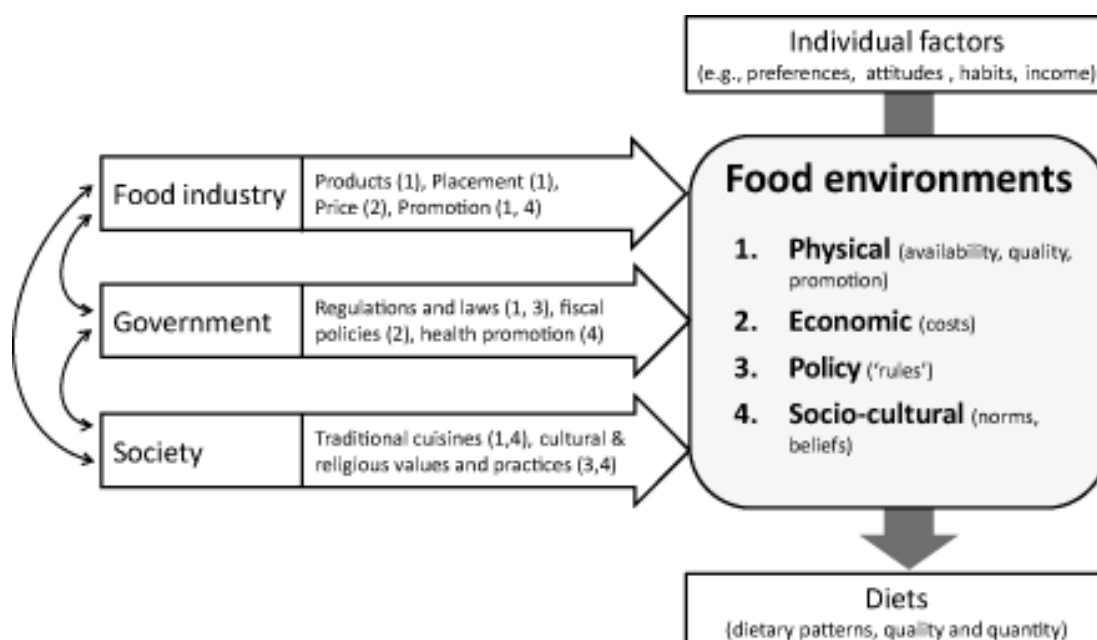 Individual factors
(e.g., preferences, attitudes , habits, income)
Food industry
Products (1), Placement (1),
Price (2), Promotion (1, 4)
Government
Regulations and laws (1, 3), fiscal
policies (2), health promotion (4)
Society
Traditional cuisines (1,4), cultural &
religious values and practices (3,4)
Food environments
1. Physical (availability, quality,
promotion)
2. Economic (costs)
3. Policy (‘rules’)
4. Socio-cultural (norms,
beliefs)
Diets
(dietary patterns, quality and quantity)